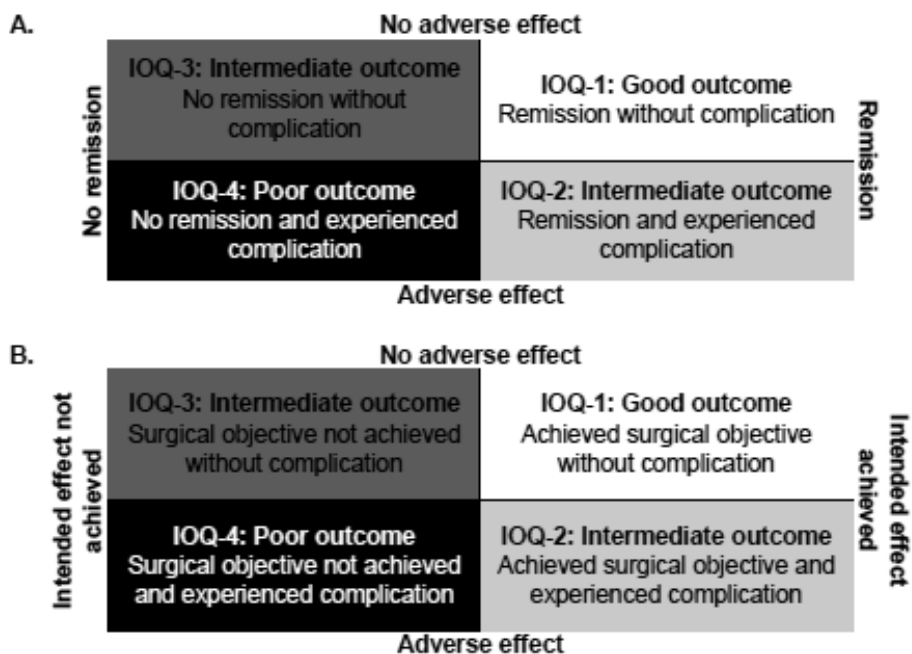 A.
No adverse effect
No remission
IOQ-3: Intermediate outcome
No remission without
complication
IOQ-1: Good outcome
Remission without complication
IOQ-4: Poor outcome
No remission and experienced
complication
IOQ-2: Intermediate outcome
Remission and experienced
complication
Remission
Adverse effect
B.
No adverse effect
Intended effect not
achieved
IOQ-3: Intermediate outcome
Surgical objective not achieved
without complication
IOQ-1: Good outcome
Achieved surgical objective
without complication
IOQ-4: Poor outcome
Surgical objective not achieved
and experienced complication
IOQ-2: Intermediate outcome
Achieved surgical objective and
experienced complication
Intended effect
achieved
Adverse effect